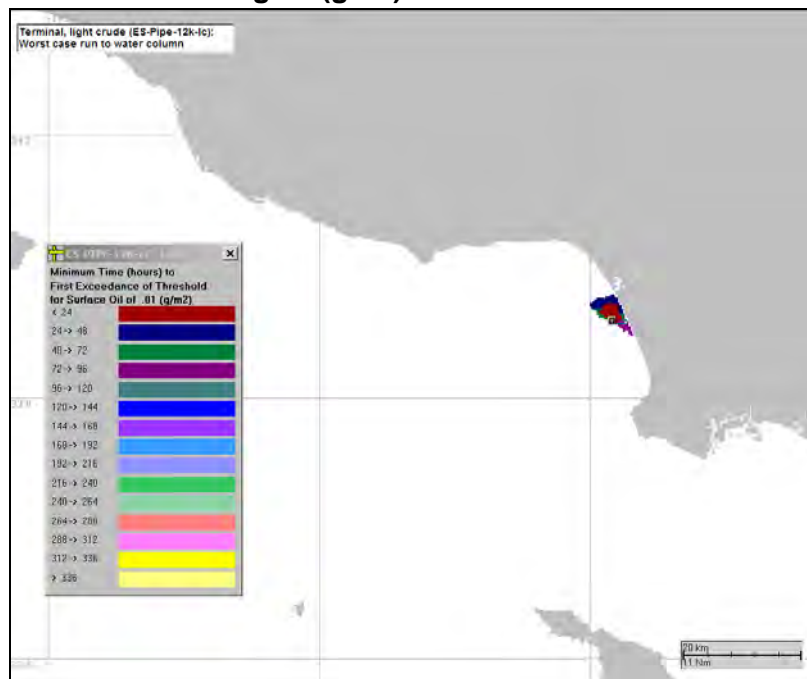 Terminal, light crude (ES-Pipe-12k-lc):
Worst case run to water column
Minimum Time (hours) to
First Exceedance of Threshold
for Surface Oil of .01 (g/m2)
< 24
24-> 48
48-> 72
72-> 96
96-> 120
120-> 144
144-> 168
168-> 192
192-> 216
216-> 240
240-> 264
264-> 288
288-> 312
312-> 336
> 336
20 km
11 Nm